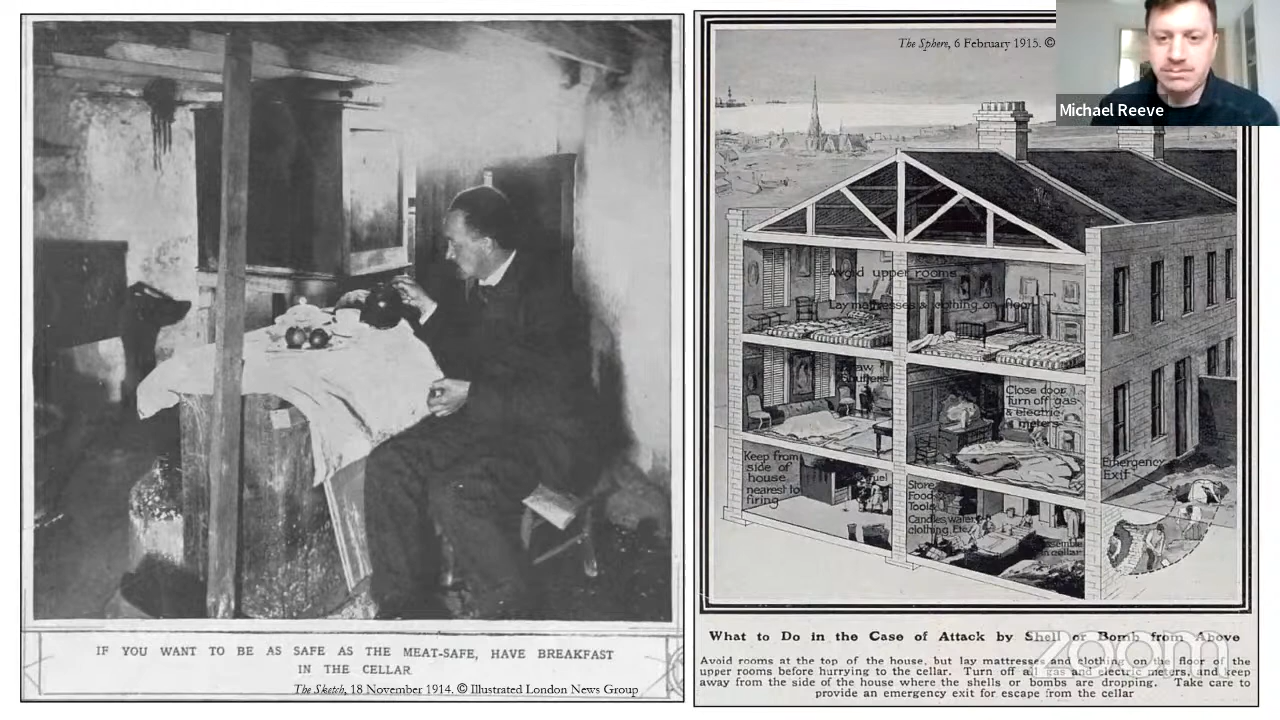 IF YOU WANT TO BE AS SAFE AS THE MEAT-SAFE, HAVE BREAKFAST
IN THE CELLAR.
The Sketch, 18 November 1914. © Illustrated London News Group
The Sphere, 6 February 1915. ©
Michael Reeve
Avoid upper rooms
Lay mattresses & clothing on floor
Close door
Turn off gas
& electric
meters
Keep from
side of
house
nearest to
firing
Store
Food
Tools
Candles, water,
clothing, Etc.
Emergency
Exit
What to Do in the Case of Attack by Shell or Bomb from Above
Avoid rooms at the top of the house, but lay mattresses and clothing on the floor of the
upper rooms before hurrying to the cellar. Turn off all gas and electric meters, and keep
away from the side of the house where the shells or bombs are dropping. Take care to
provide an emergency exit for escape from the cellar
zoom